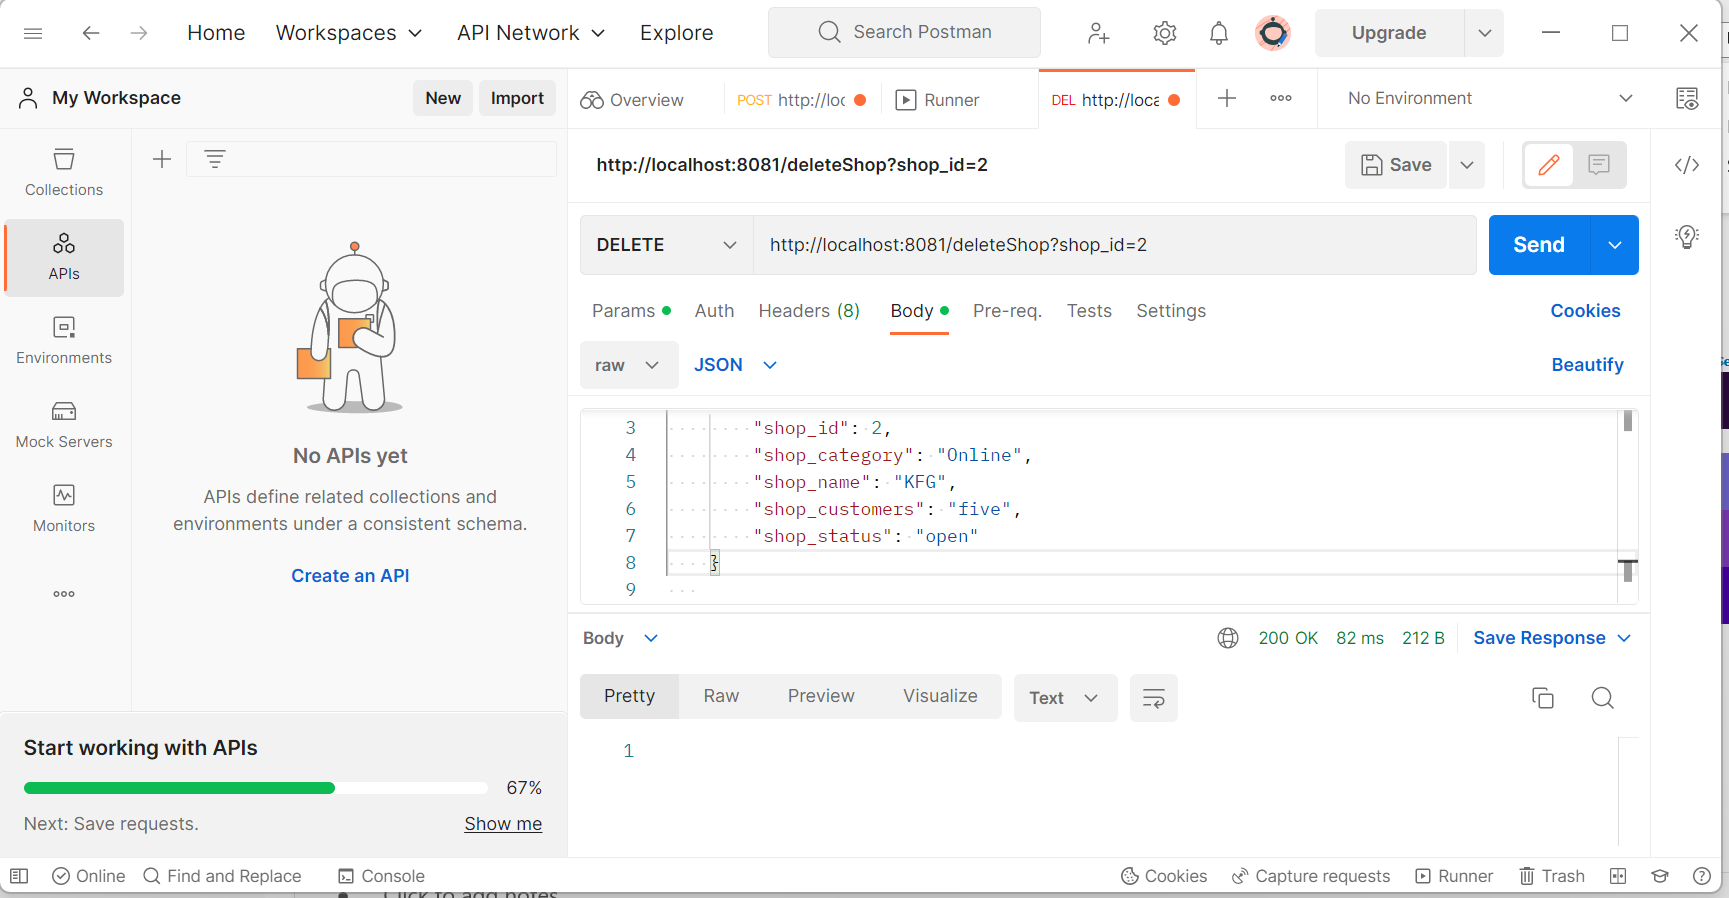 Home Workspaces API Network Explore Search Postman Upgrade
My Workspace New Import Overview POST http://loc Runner DEL http://loca No Environment
http://localhost:8081/deleteShop?shop_id=2 Save
Collections
DELETE http://localhost:8081/deleteShop?shop_id=2 Send
APIs
Params Auth Headers (8) Body Pre-req. Tests Settings Cookies
Environments
raw JSON Beautify
Mock Servers
3 "shop_id": 2,
4 "shop_category": "Online",
5 "shop_name": "KFG",
6 "shop_customers": "five",
7 "shop_status": "open"
8 }
9
No APIs yet
APIs define related collections and
environments under a consistent schema.
Monitors
Create an API
Body 200 OK 82 ms 212 B Save Response
Pretty Raw Preview Visualize Text
1
Start working with APIs
67%
Next: Save requests. Show me
Online Find and Replace Console Cookies Capture requests Runner Trash
Click to add notes